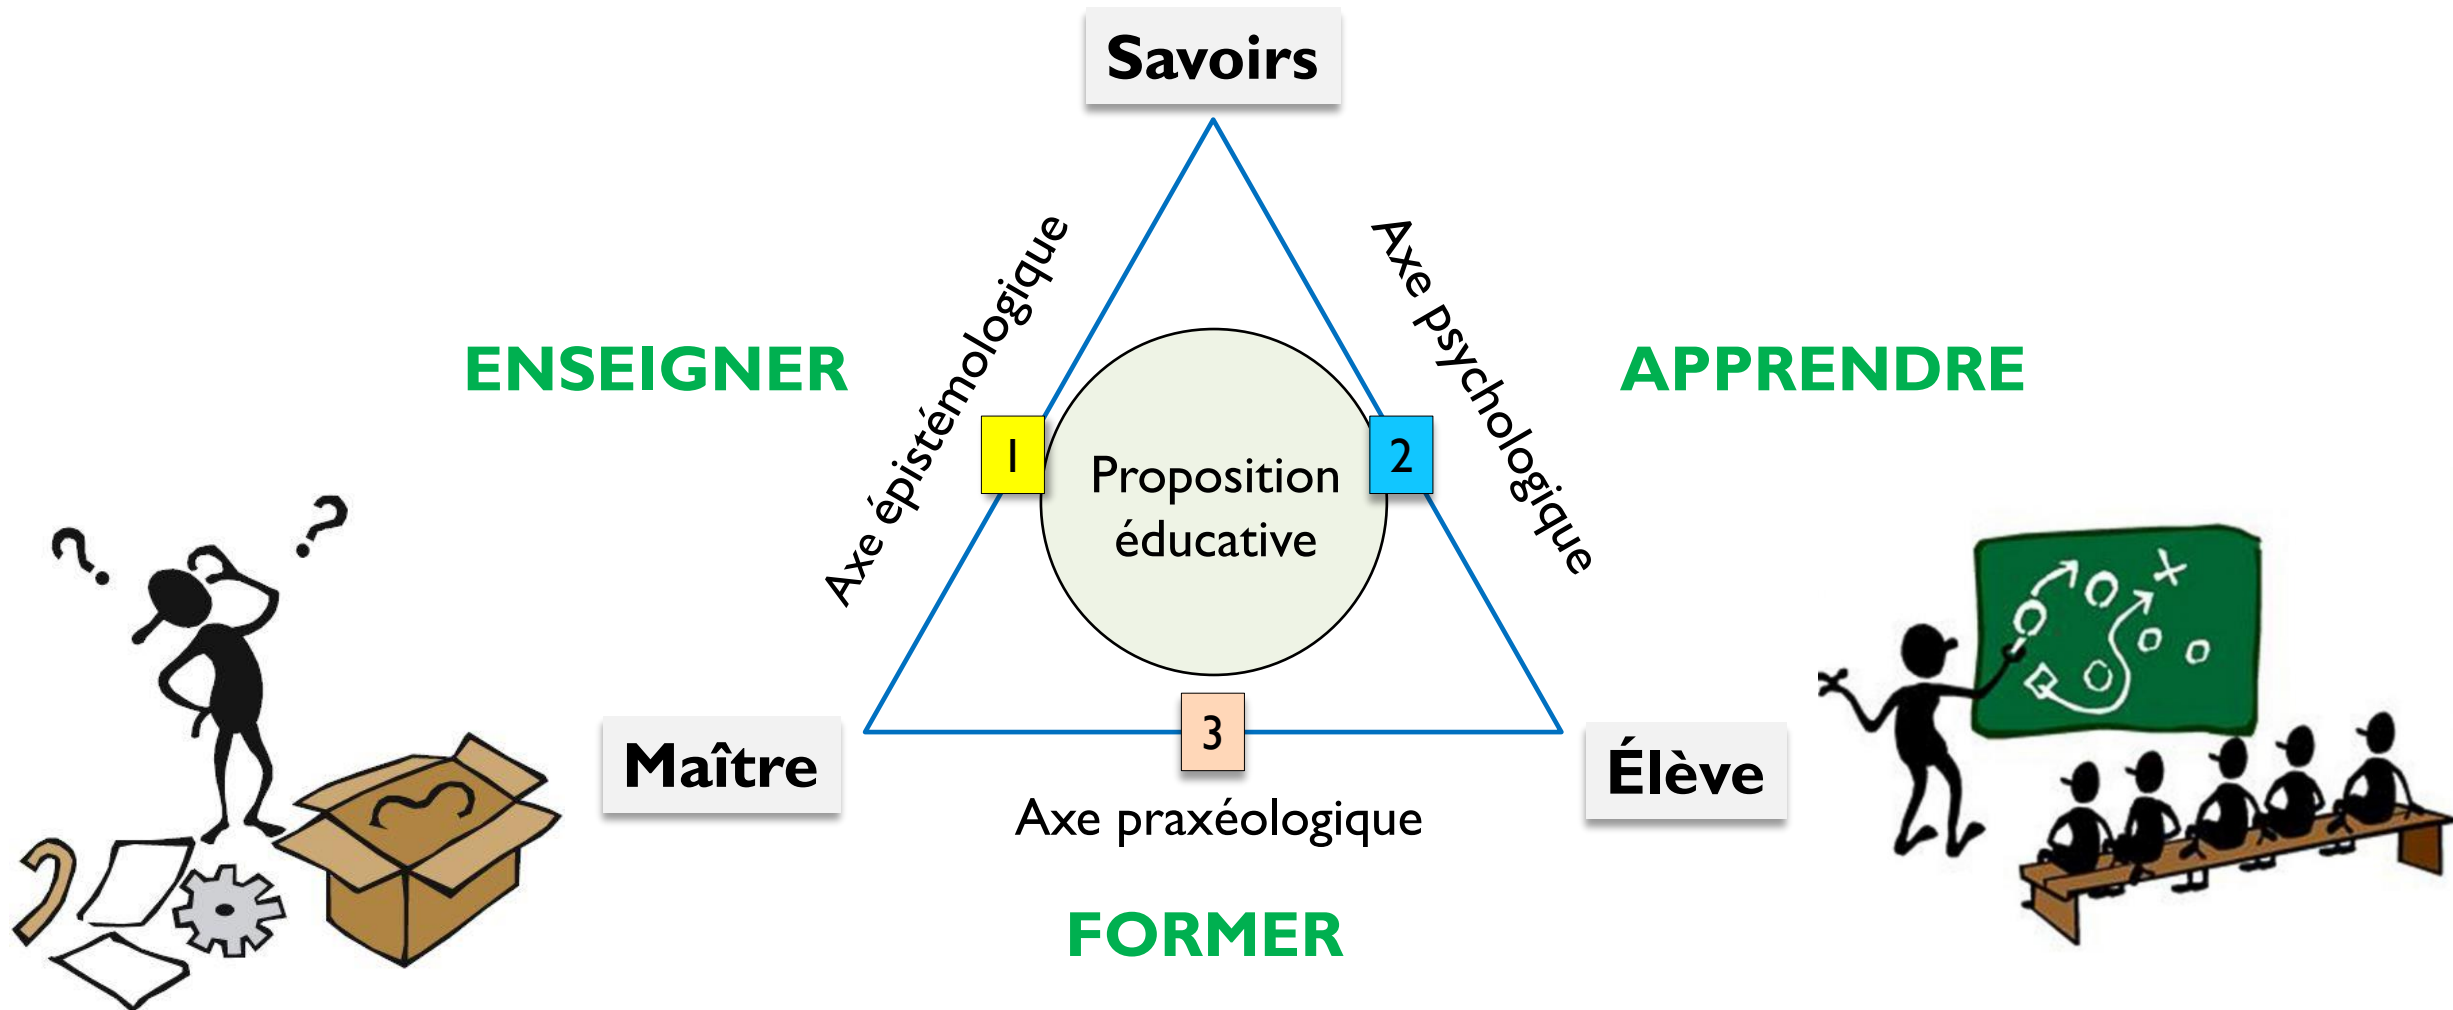 Savoirs
Axe épistémologique
Axe psychologique
ENSEIGNER
APPRENDRE
1
2
Proposition
éducative
3
Maître
Élève
Axe praxéologique
FORMER